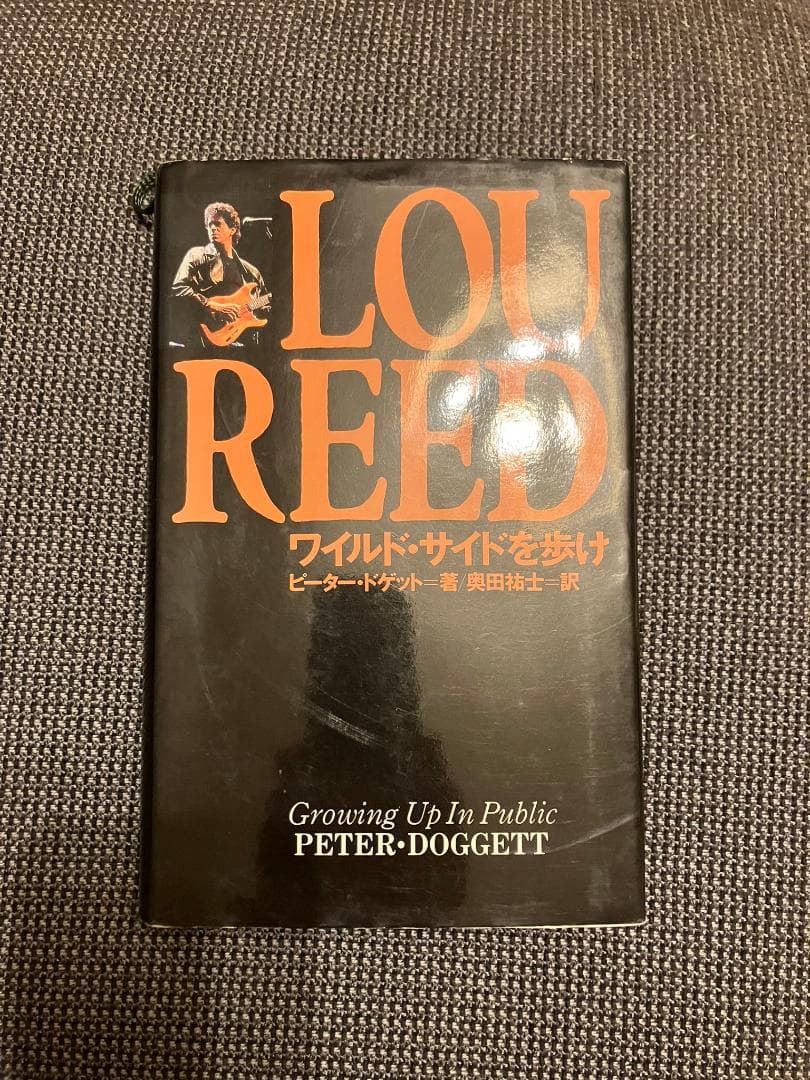 LOU
REED
ワイルド・サイドを歩け
ピーター・ドゲット=著/奥田祐士=訳
Growing Up In Public
PETER・DOGGETT